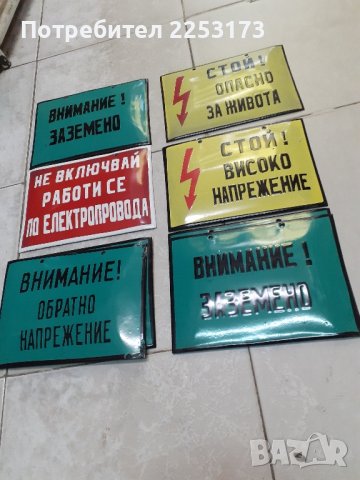 Потребител 2253173
ВНИМАНИЕ!
ЗАЗЕМЕНО
НЕ ВКЛЮЧВАЙ
РАБОТИ СЕ
ПО ЕЛЕКТРОПРОВОДА
ВНИМАНИЕ!
ОБРАТНО
НАПРЕЖЕНИЕ
СТОЙ!
ОПАСНО
ЗА ЖИВОТА
СТОЙ!
ВИСОКО
НАПРЕЖЕНИЕ
ВНИМАНИЕ!
ЗАЗЕМЕНО
BAZAR